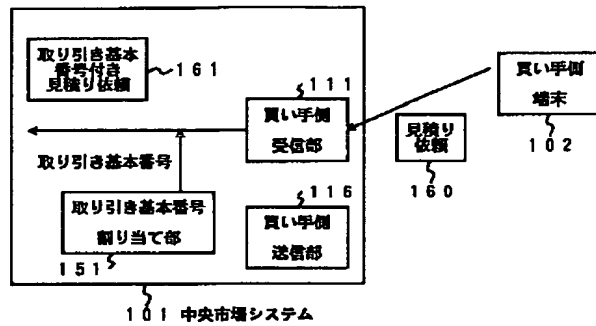 取り引き基本
番号付き
見積り依頼
161
111
買い手側
受信部
買い手側
端末
102
見積り
依頼
160
取り引き基本番号
取り引き基本番号
割り当て部
151
116
買い手側
送信部
101 中央市場システム